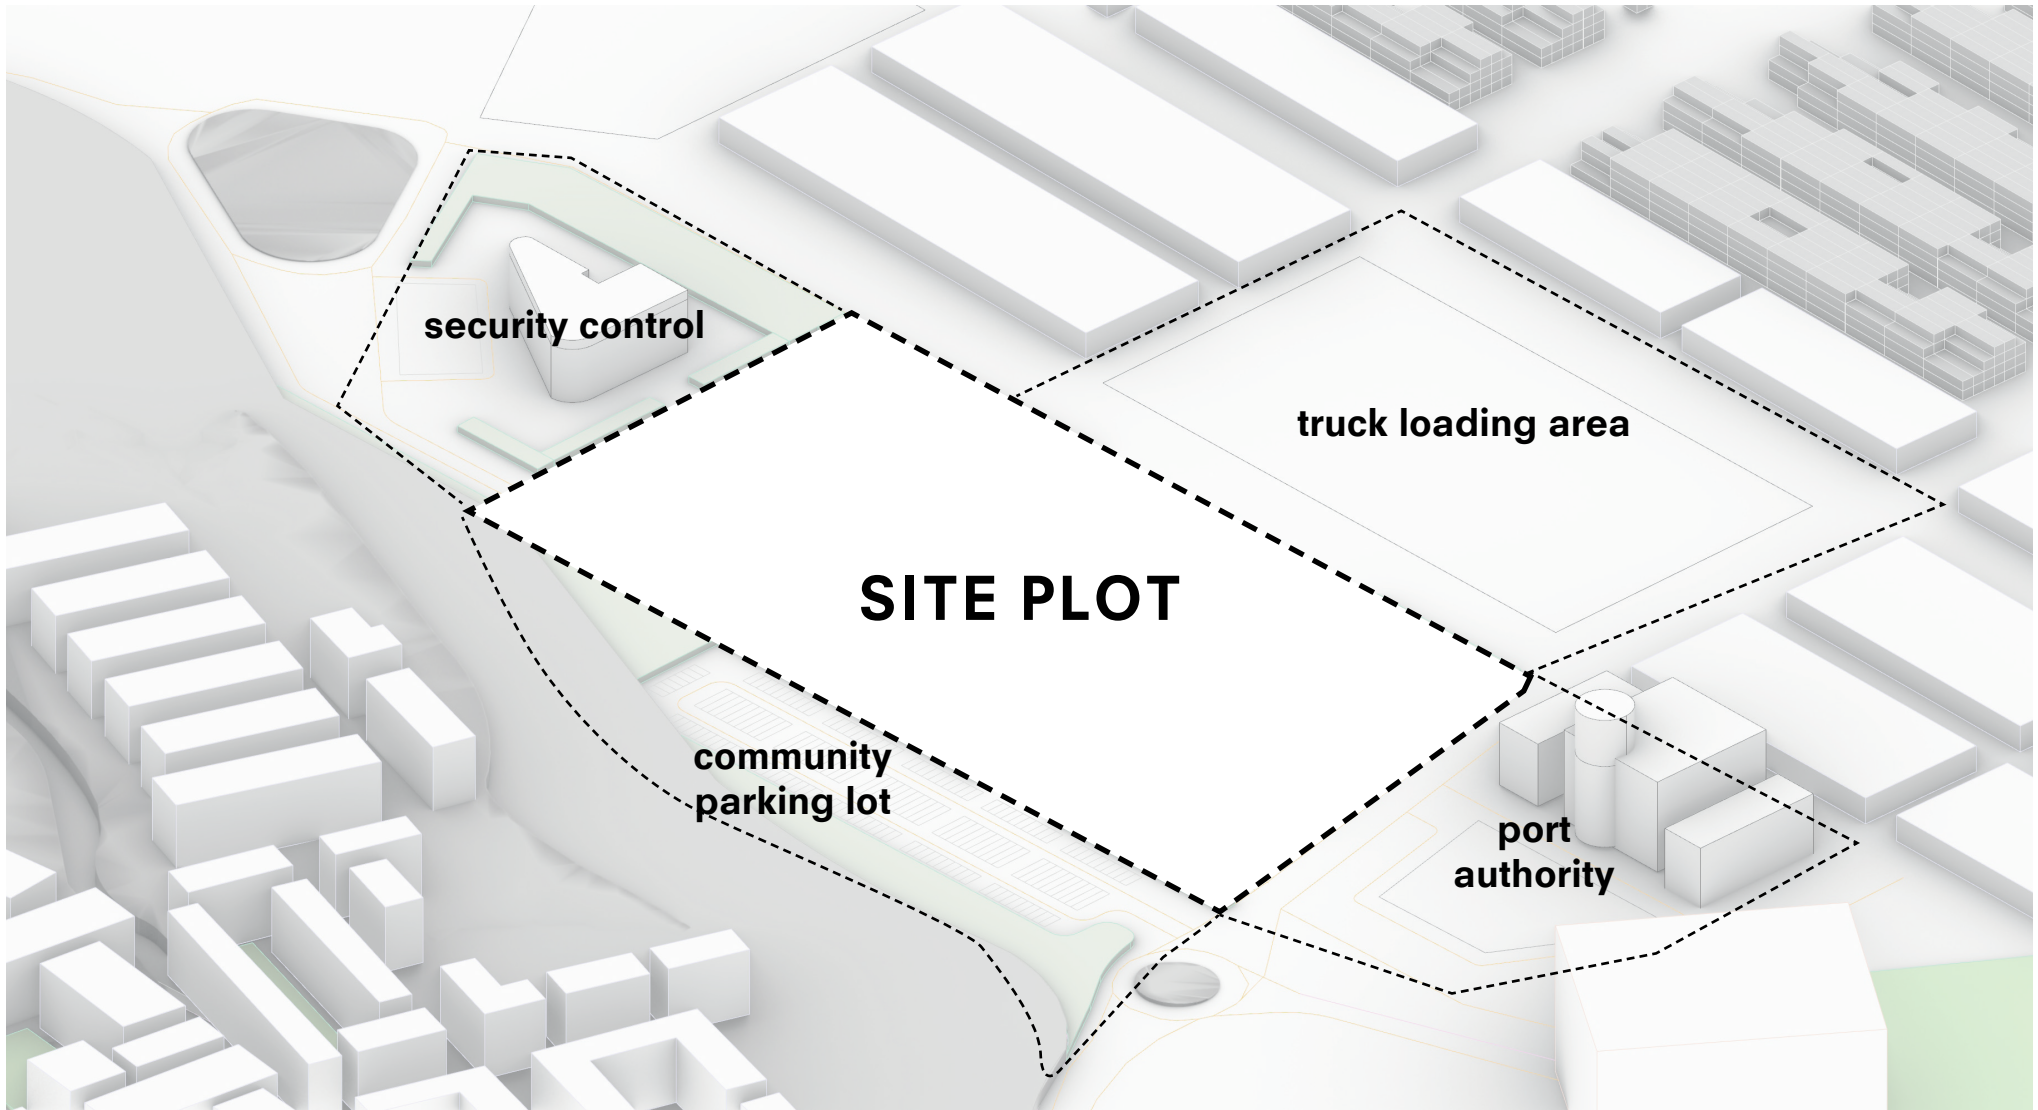 security control
truck loading area
SITE PLOT
community
parking lot
port
authority